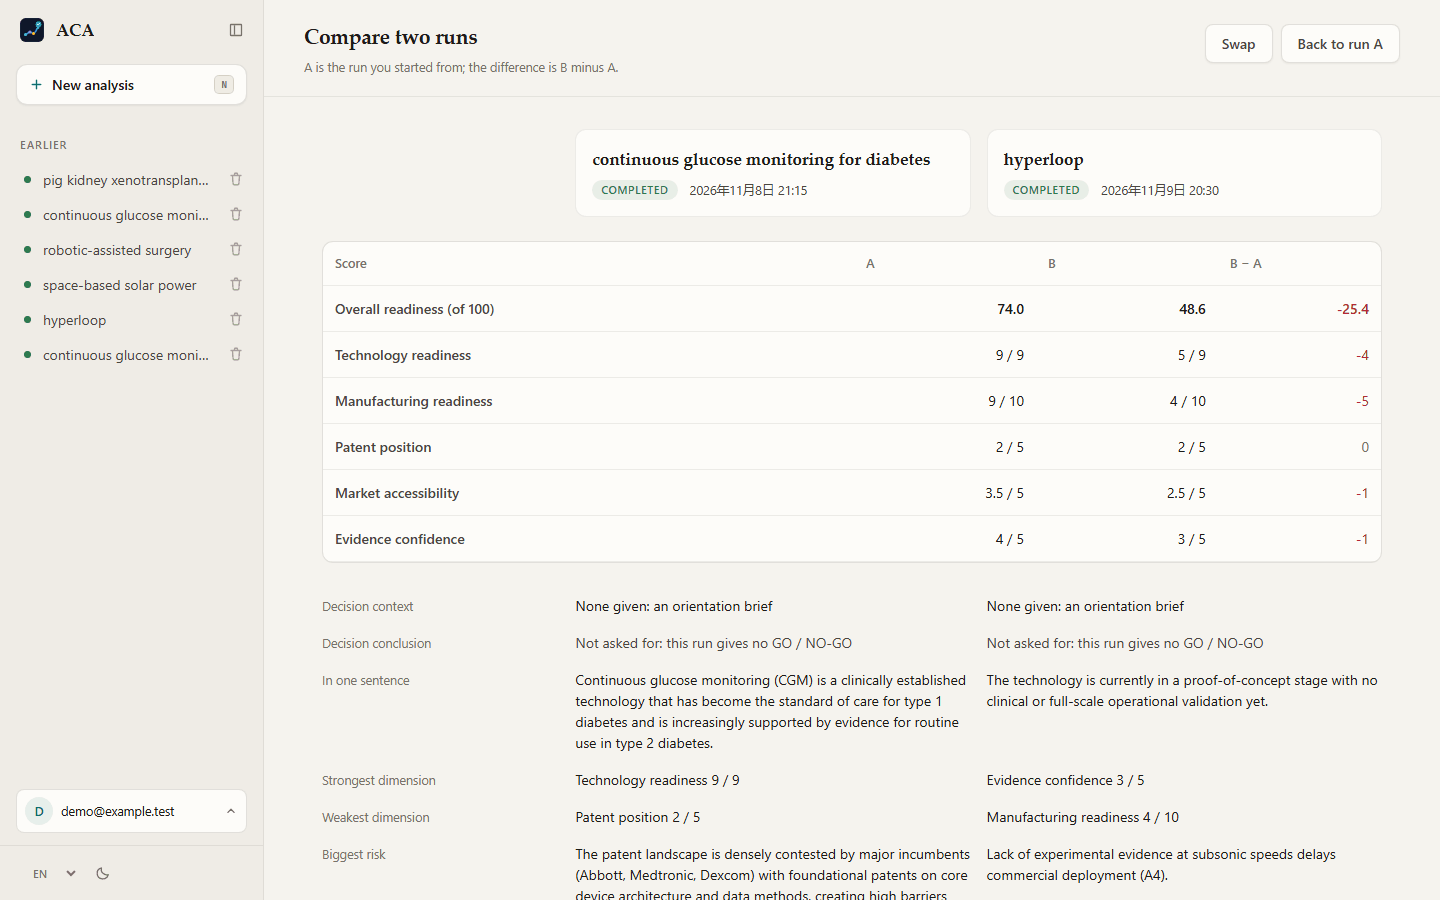 ACA
New analysis
N
EARLIER
pig kidney xenotransplan...
continuous glucose moni...
robotic-assisted surgery
space-based solar power
hyperloop
continuous glucose moni...
D
demo@example.test
EN
Compare two runs
A is the run you started from; the difference is B minus A.
Swap
Back to run A
continuous glucose monitoring for diabetes
COMPLETED 2026年11月8日 21:15
hyperloop
COMPLETED 2026年11月9日 20:30
Score A B B − A
Overall readiness (of 100) 74.0 48.6 -25.4
Technology readiness 9 / 9 5 / 9 -4
Manufacturing readiness 9 / 10 4 / 10 -5
Patent position 2 / 5 2 / 5 0
Market accessibility 3.5 / 5 2.5 / 5 -1
Evidence confidence 4 / 5 3 / 5 -1
Decision context
None given: an orientation brief
None given: an orientation brief
Decision conclusion
Not asked for: this run gives no GO / NO-GO
Not asked for: this run gives no GO / NO-GO
In one sentence
Continuous glucose monitoring (CGM) is a clinically established
technology that has become the standard of care for type 1
diabetes and is increasingly supported by evidence for routine
use in type 2 diabetes.
The technology is currently in a proof-of-concept stage with no
clinical or full-scale operational validation yet.
Strongest dimension
Technology readiness 9 / 9
Evidence confidence 3 / 5
Weakest dimension
Patent position 2 / 5
Manufacturing readiness 4 / 10
Biggest risk
The patent landscape is densely contested by major incumbents
(Abbott, Medtronic, Dexcom) with foundational patents on core
device architecture and data methods, creating high barriers
Lack of experimental evidence at subsonic speeds delays
commercial deployment (A4).